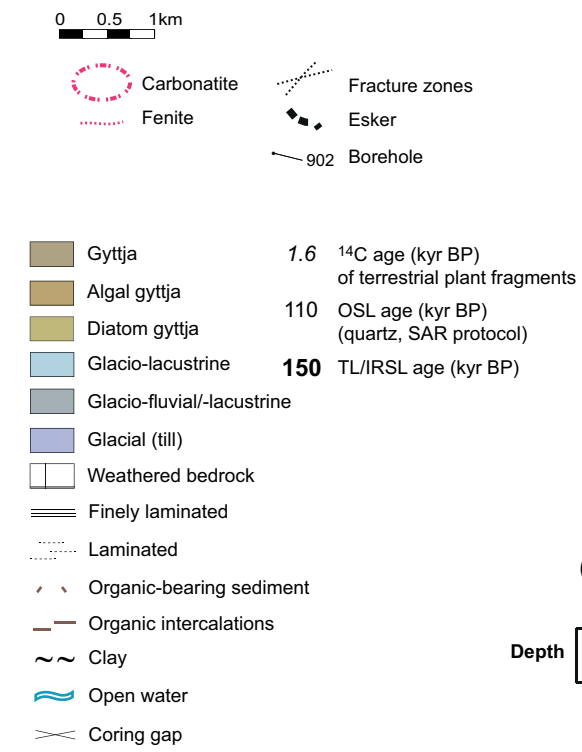 0 0.5 1km
Carbonatite
Fenite
Fracture zones
Esker
902 Borehole
Gyttja
Algal gyttja
Diatom gyttja
Glacio-lacustrine
Glacio-fluvial/-lacustrine
Glacial (till)
Weathered bedrock
Finely laminated
Laminated
Organic-bearing sediment
Organic intercalations
Clay
Open water
Coring gap
1.6 14C age (kyr BP)
of terrestrial plant fragments
110 OSL age (kyr BP)
(quartz, SAR protocol)
150 TL/IRSL age (kyr BP)
Depth